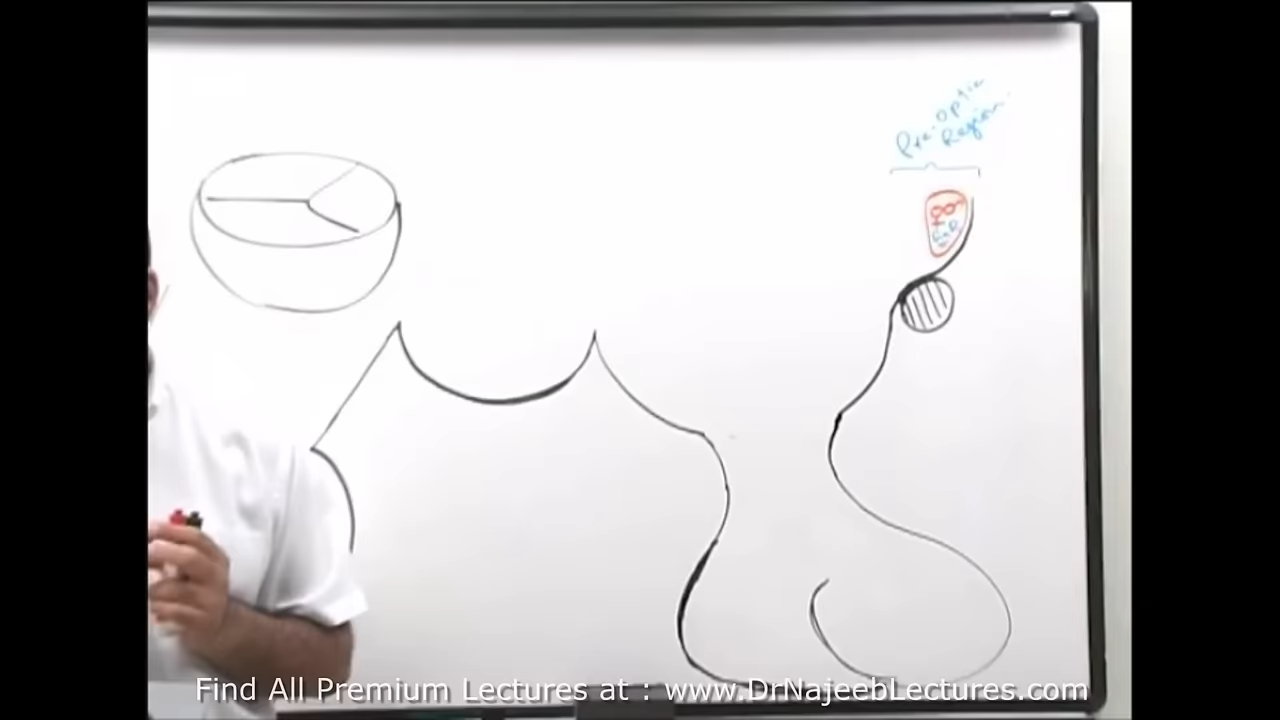 Pre-Optic
Region.
Find All Premium Lectures at : www.DrNajeebLectures.com